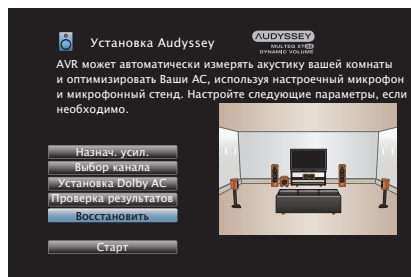 Установка Audyssey
AUDYSSEY
MULTEQ XT32
DYNAMIC VOLUME
AVR может автоматически измерять акустику вашей комнаты
и оптимизировать Ваши АС, используя настроечный микрофон
и микрофонный стенд. Настройте следующие параметры, если
необходимо.
Назнач. усил.
Выбор канала
Установка Dolby АС
Проверка результатов
Восстановить
Старт